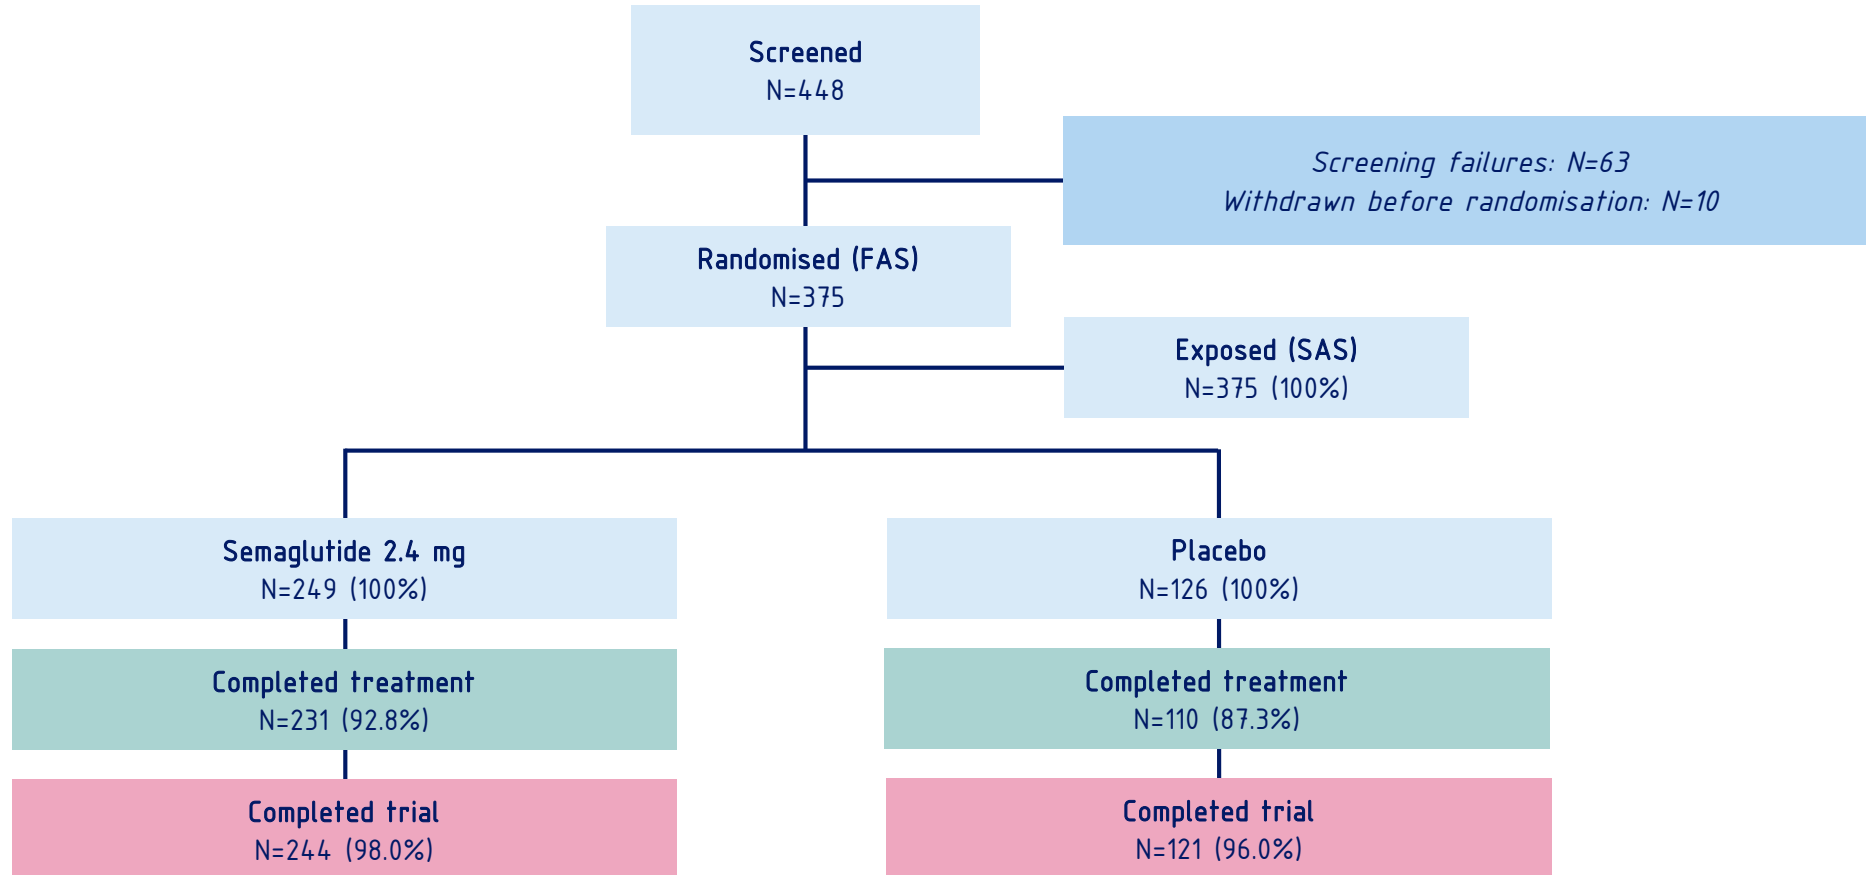 Screened
N=448
Screening failures: N=63
Withdrawn before randomisation: N=10
Randomised (FAS)
N=375
Exposed (SAS)
N=375 (100%)
Semaglutide 2.4 mg
N=249 (100%)
Placebo
N=126 (100%)
Completed treatment
N=231 (92.8%)
Completed treatment
N=110 (87.3%)
Completed trial
N=244 (98.0%)
Completed trial
N=121 (96.0%)